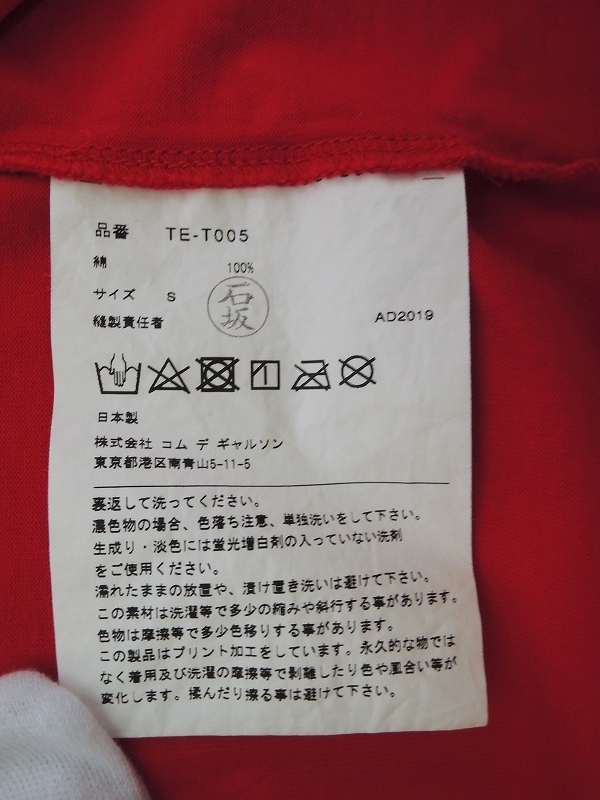 品番 TE-T005
綿 100%
サイズ S
石坂
縫製責任者 AD2019
日本製
株式会社 コム デ ギャルソン
東京都港区南青山5-11-5
裏返して洗ってください。
濃色物の場合、色落ち注意、単独洗いをして下さい。
生成り・淡色には蛍光増白剤の入っていない洗剤
をご使用ください。
濡れたままの放置や、漬け置き洗いは避けて下さい。
この素材は洗濯等で多少の縮みや斜行する事があります。
色物は摩擦等で多少色移りする事があります。
この製品はプリント加工をしています。永久的な物では
なく着用及び洗濯の摩擦等で剥離したり色や風合い等が
変化します。揉んだり擦る事は避けて下さい。